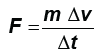 F = m Δv / Δt